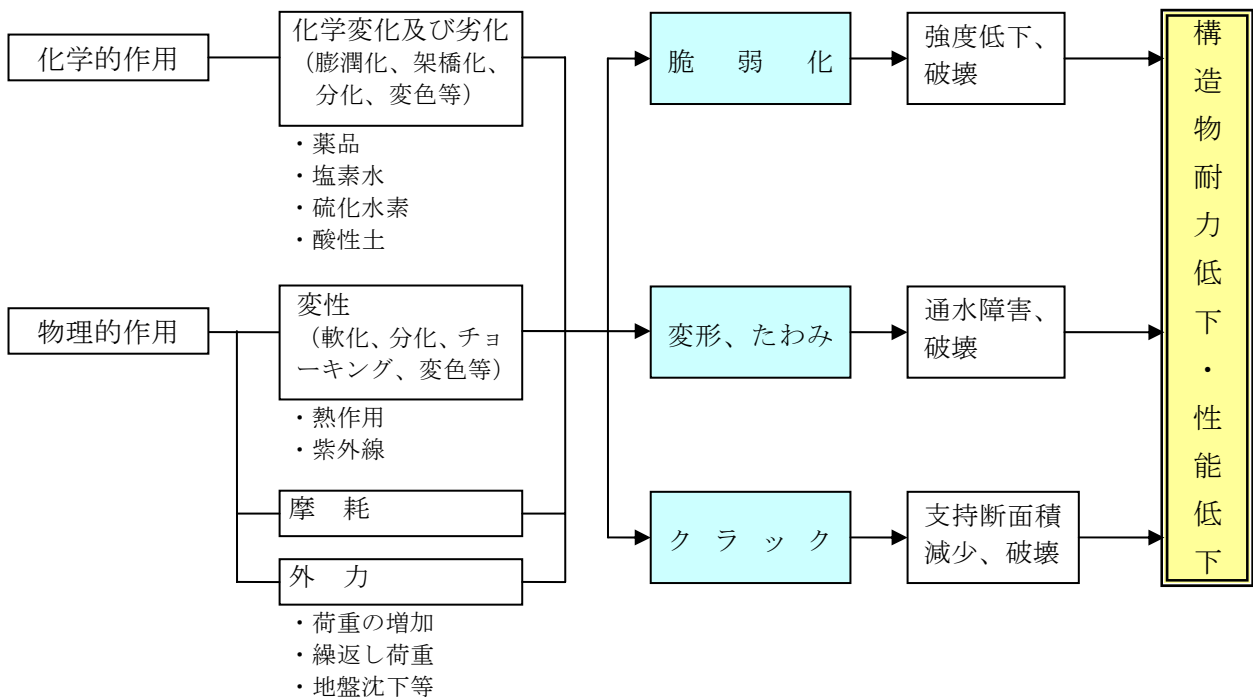 化学的作用
化学変化及び劣化
（膨潤化、架橋化、
分化、変色等）
・薬品
・塩素水
・硫化水素
・酸性土
物理的作用
変性
（軟化、分化、チョ
ーキング、変色等）
・熱作用
・紫外線
摩　耗
外　力
・荷重の増加
・繰返し荷重
・地盤沈下等
脆　弱　化
強度低下、
破壊
変形、たわみ
通水障害、
破壊
ク　ラ　ッ　ク
支持断面積
減少、破壊
構造物耐力低下・性能低下